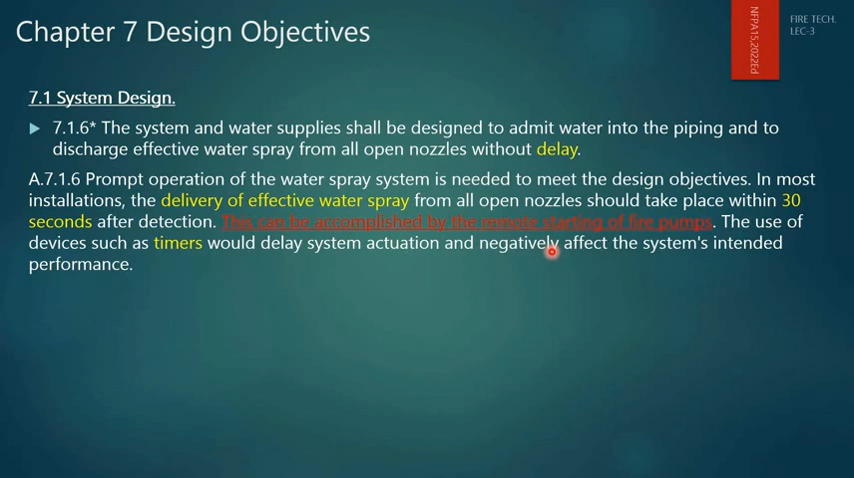 Chapter 7 Design Objectives
NFPA15,2022Ed
FIRE TECH.
LEC-3
7.1 System Design.
7.1.6* The system and water supplies shall be designed to admit water into the piping and to
discharge effective water spray from all open nozzles without delay.
A.7.1.6 Prompt operation of the water spray system is needed to meet the design objectives. In most
installations, the delivery of effective water spray from all open nozzles should take place within 30
seconds after detection. This can be accomplished by the remote starting of fire pumps. The use of
devices such as timers would delay system actuation and negatively affect the system's intended
performance.